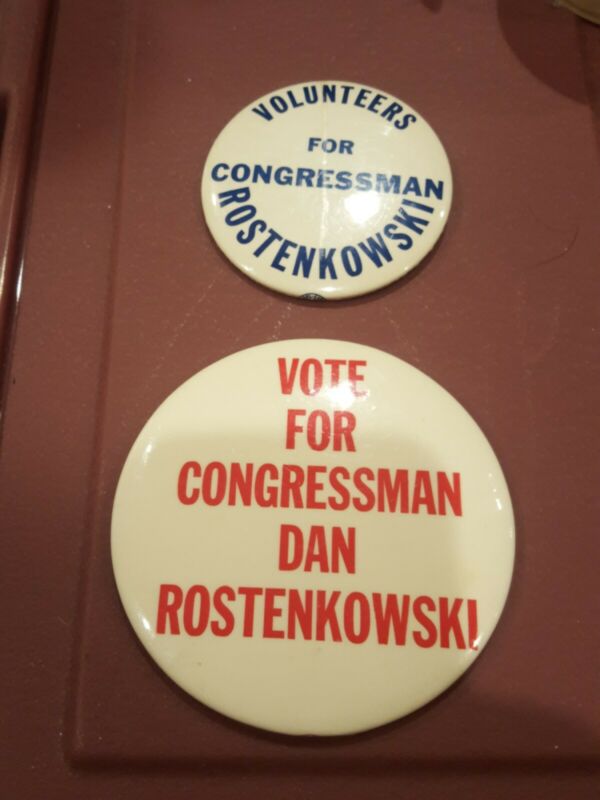 VOLUNTEERS
FOR
CONGRESSMAN
ROSTENKOWSKI
VOTE
FOR
CONGRESSMAN
DAN
ROSTENKOWSKI